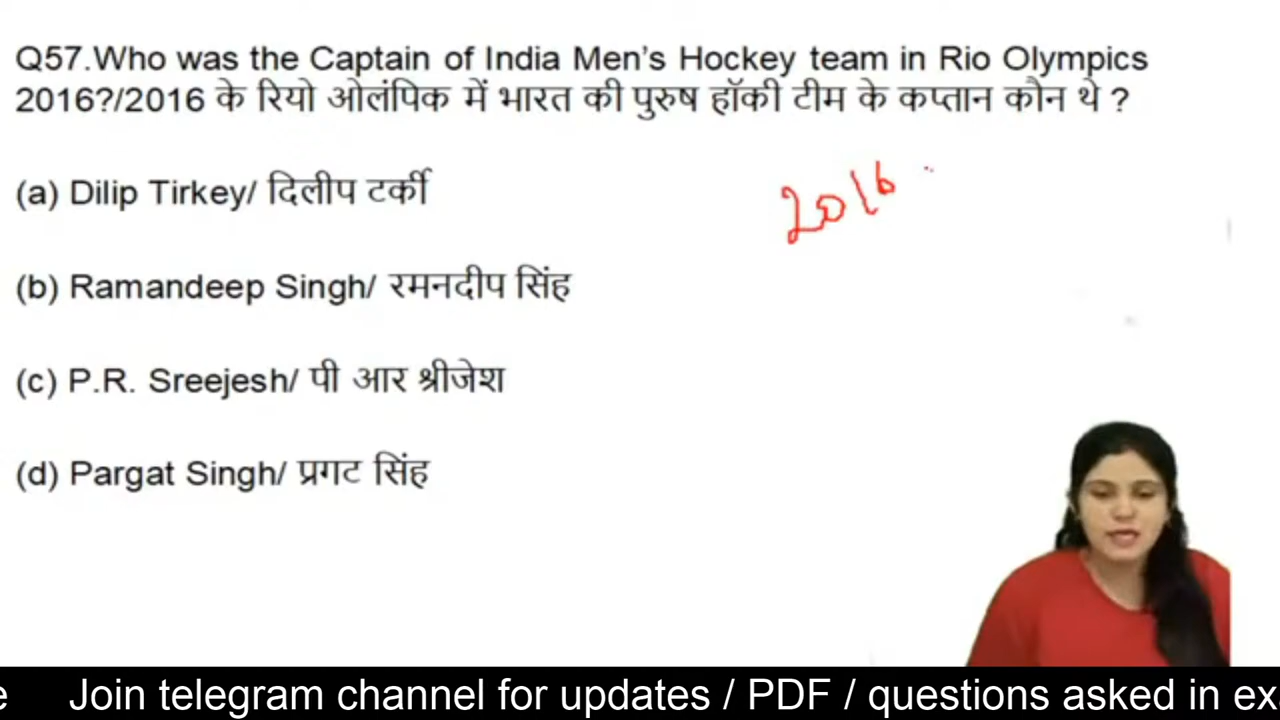 Q57.Who was the Captain of India Men's Hockey team in Rio Olympics
2016?/2016 के रियो ओलंपिक में भारत की पुरुष हॉकी टीम के कप्तान कौन थे ?
(a) Dilip Tirkey/ दिलीप टर्की
2016
(b) Ramandeep Singh/ रमनदीप सिंह
(c) P.R. Sreejesh/ पी आर श्रीजेश
(d) Pargat Singh/ प्रगट सिंह
e Join telegram channel for updates / PDF / questions asked in ex